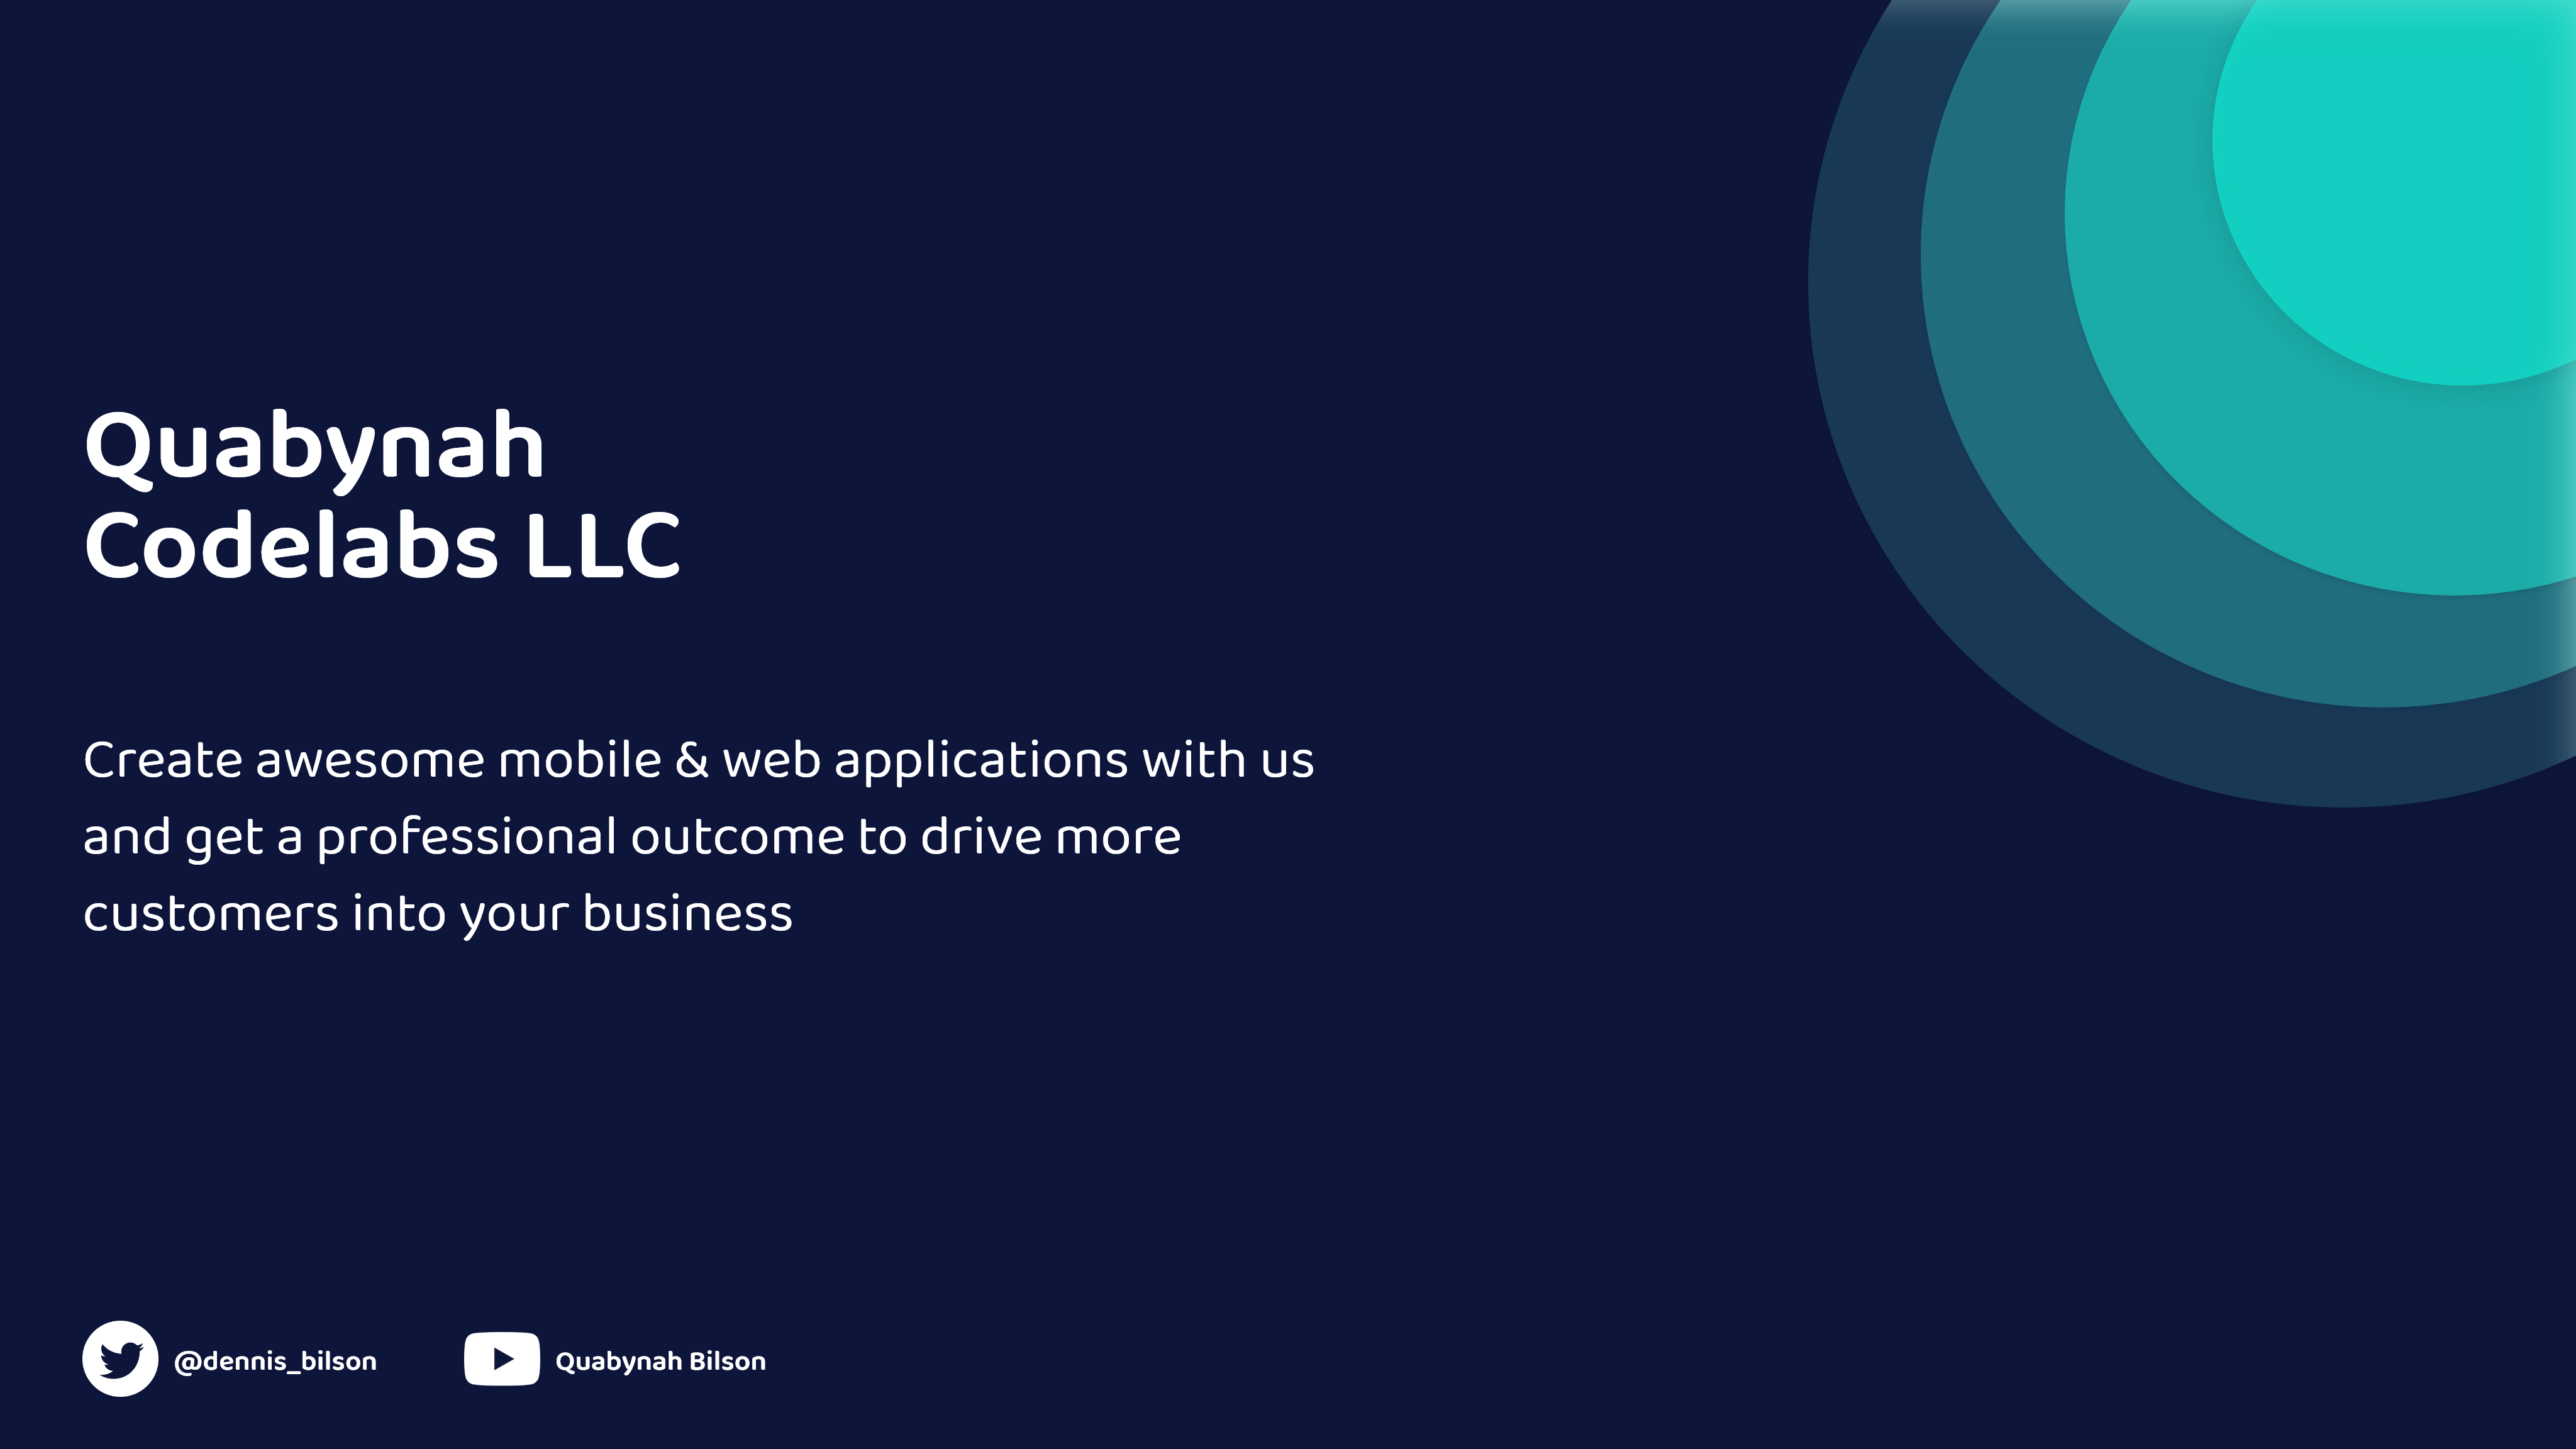 Quabynah
Codelabs LLC
Create awesome mobile & web applications with us
and get a professional outcome to drive more
customers into your business
@dennis_bilson
Quabynah Bilson